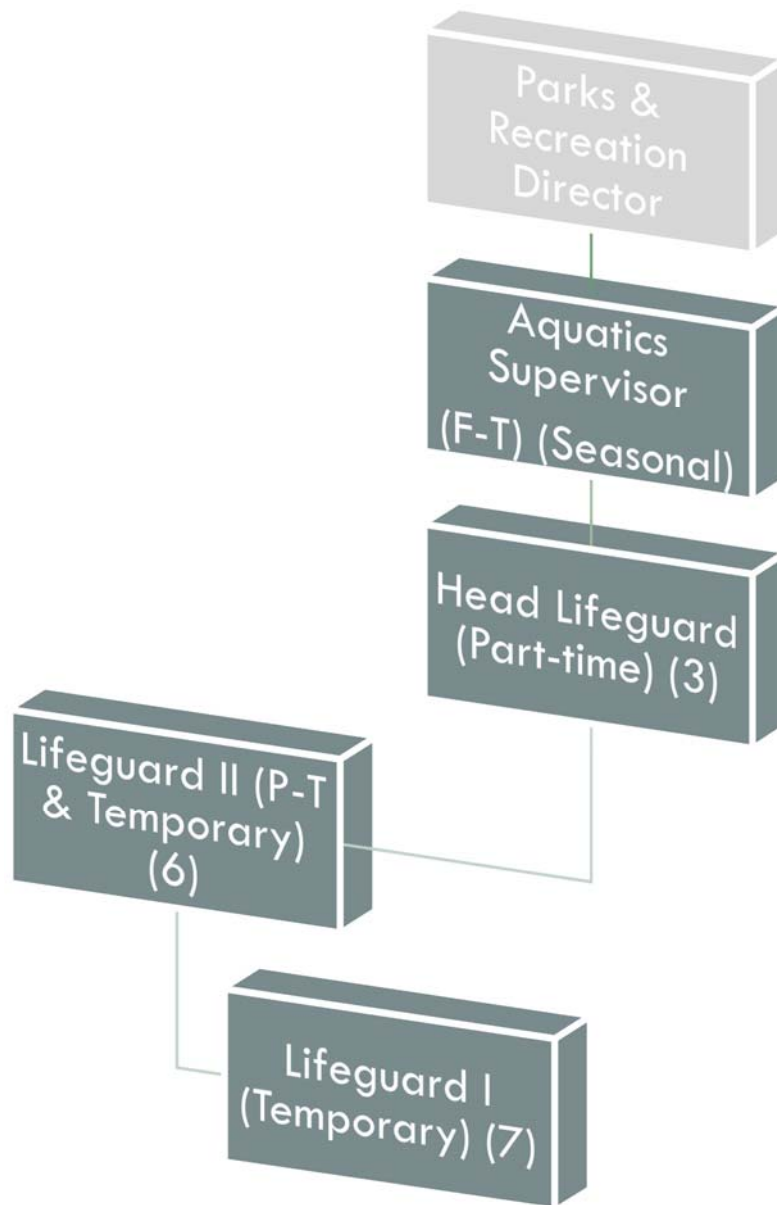 Parks &
Recreation
Director
Aquatics
Supervisor
(F-T) (Seasonal)
Head Lifeguard
(Part-time) (3)
Lifeguard II (P-T
& Temporary)
(6)
Lifeguard I
(Temporary) (7)